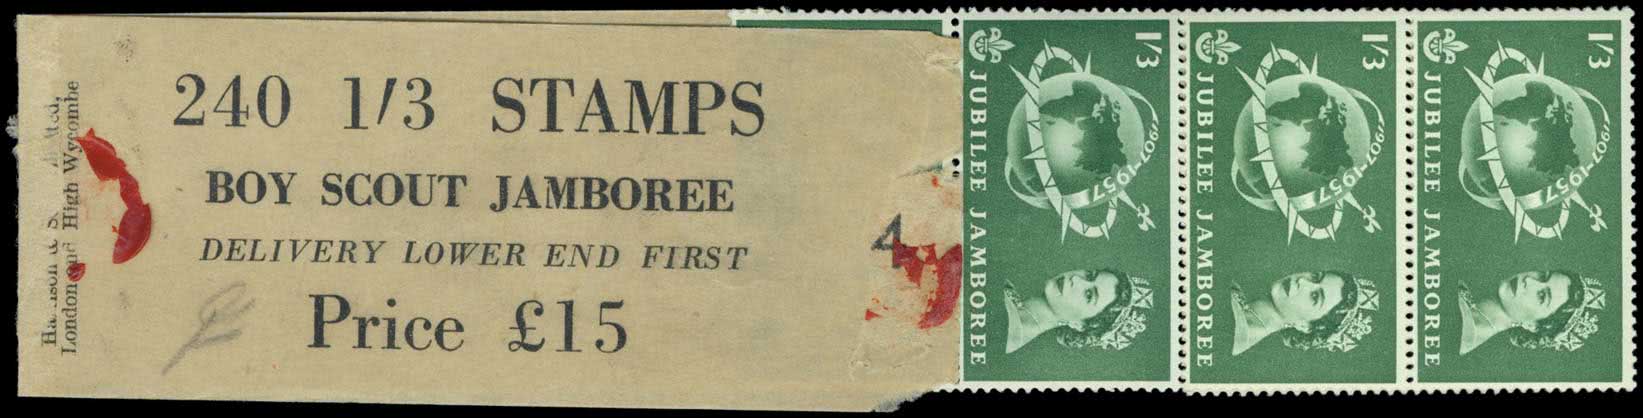 240 1/3 STAMPS
BOY SCOUT JAMBOREE
DELIVERY LOWER END FIRST
Price £15
4
London and High Wycombe
1/3
JUBILEE JAMBOREE
1907-1957
1/3
JUBILEE JAMBOREE
1907-1957
1/3
JUBILEE JAMBOREE
1907-1957